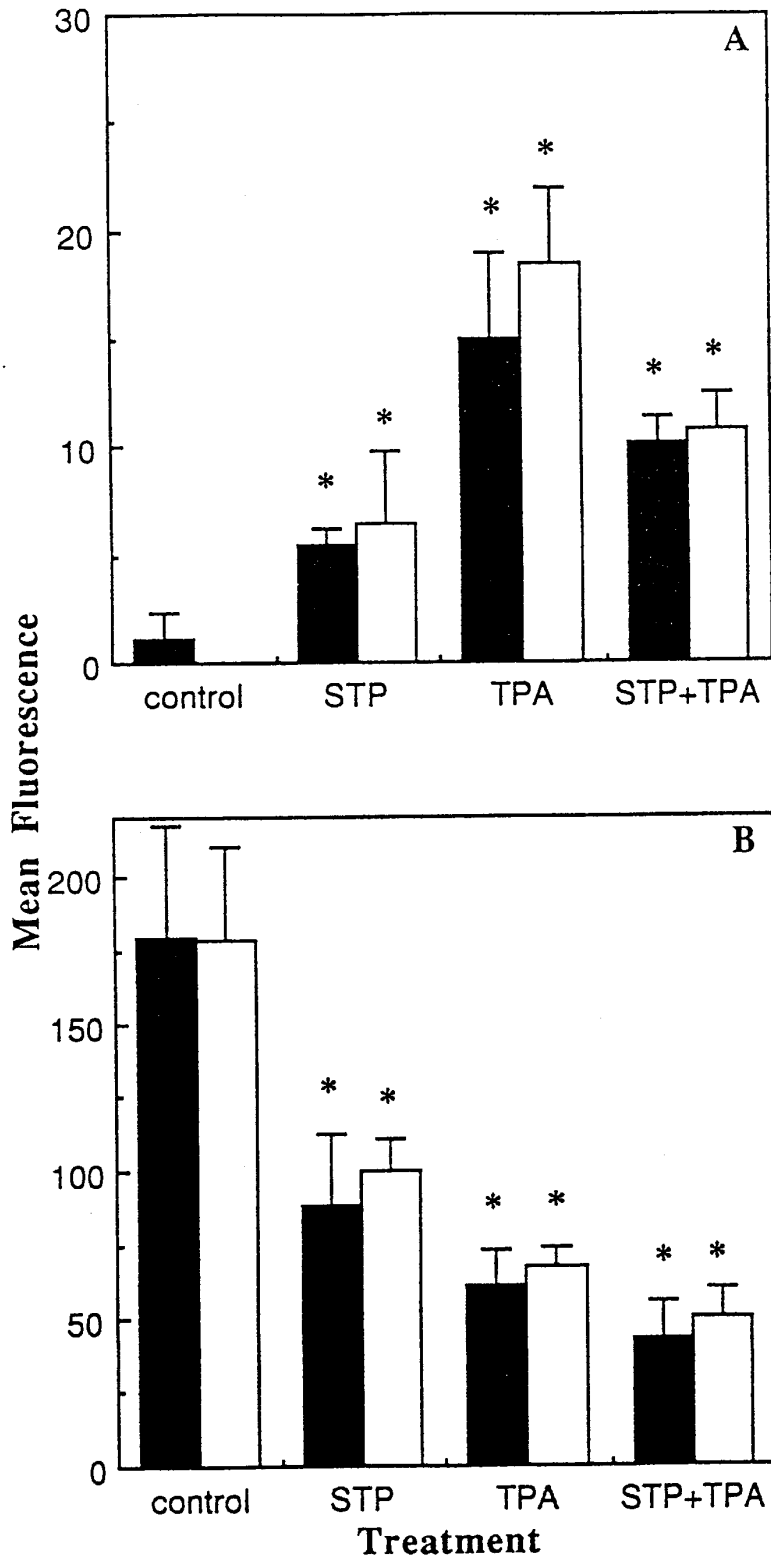 A
30
20
10
0
* * * * * *
control STP TPA STP+TPA
Mean Fluorescence
B
200
150
100
50
0
* * * * * *
control STP TPA STP+TPA
Treatment